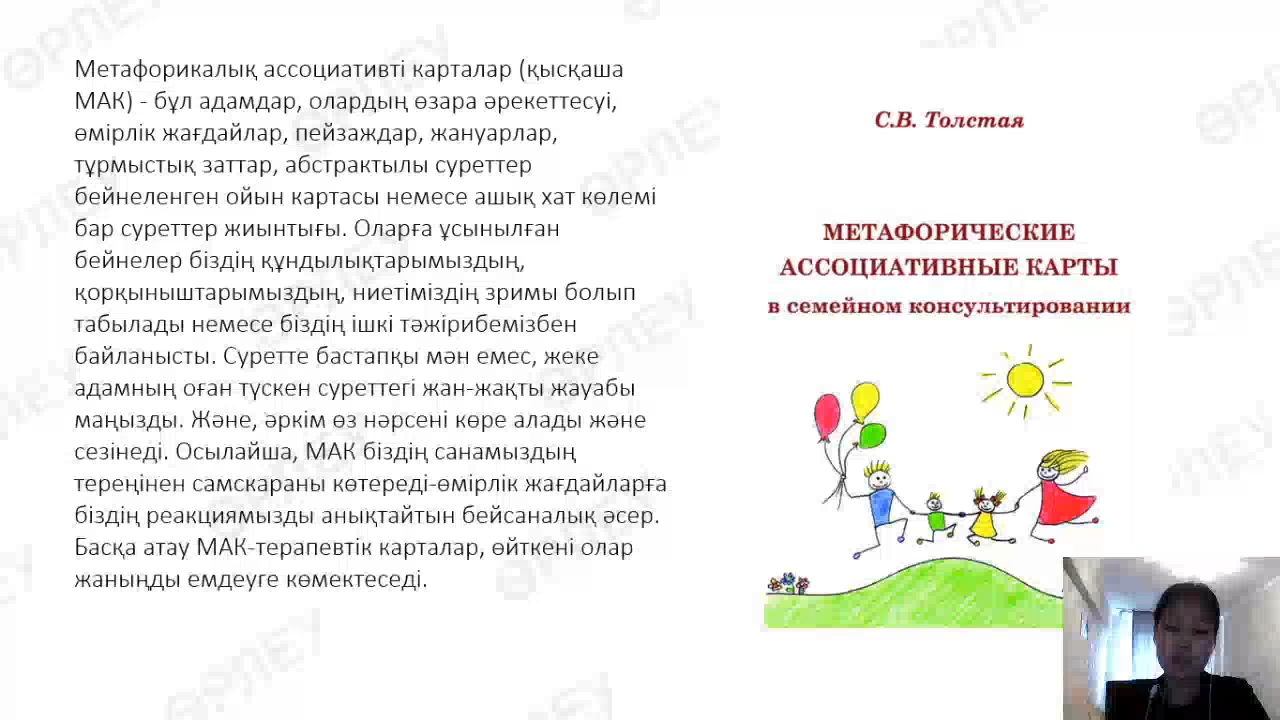 Метафорикалық ассоциативті карталар (қысқаша
МАК) - бұл адамдар, олардың өзара әрекеттесуі,
өмірлік жағдайлар, пейзаждар, жануарлар,
тұрмыстық заттар, абстрактылы суреттер
бейнеленген ойын картасы немесе ашық хат көлемі
бар суреттер жиынтығы. Оларға ұсынылған
бейнелер біздің құндылықтарымыздың,
қорқыныштарымыздың, ниетіміздің зримы болып
табылады немесе біздің ішкі тәжірибемізбен
байланысты. Суретте бастапқы мән емес, жеке
адамның оған түскен суреттегі жан-жақты жауабы
маңызды. Және, әркім өз нәрсені көре алады және
сезінеді. Осылайша, МАК біздің санамыздың
тереңінен самскараны көтереді-өмірлік жағдайларға
біздің реакциямызды анықтайтын бейсаналық әсер.
Басқа атау МАК-терапевтік карталар, өйткені олар
жаныңды емдеуге көмектеседі.
С.В. Толстая
МЕТАФОРИЧЕСКИЕ
АССОЦИАТИВНЫЕ КАРТЫ
в семейном консультировании
ӨРЛЕУ